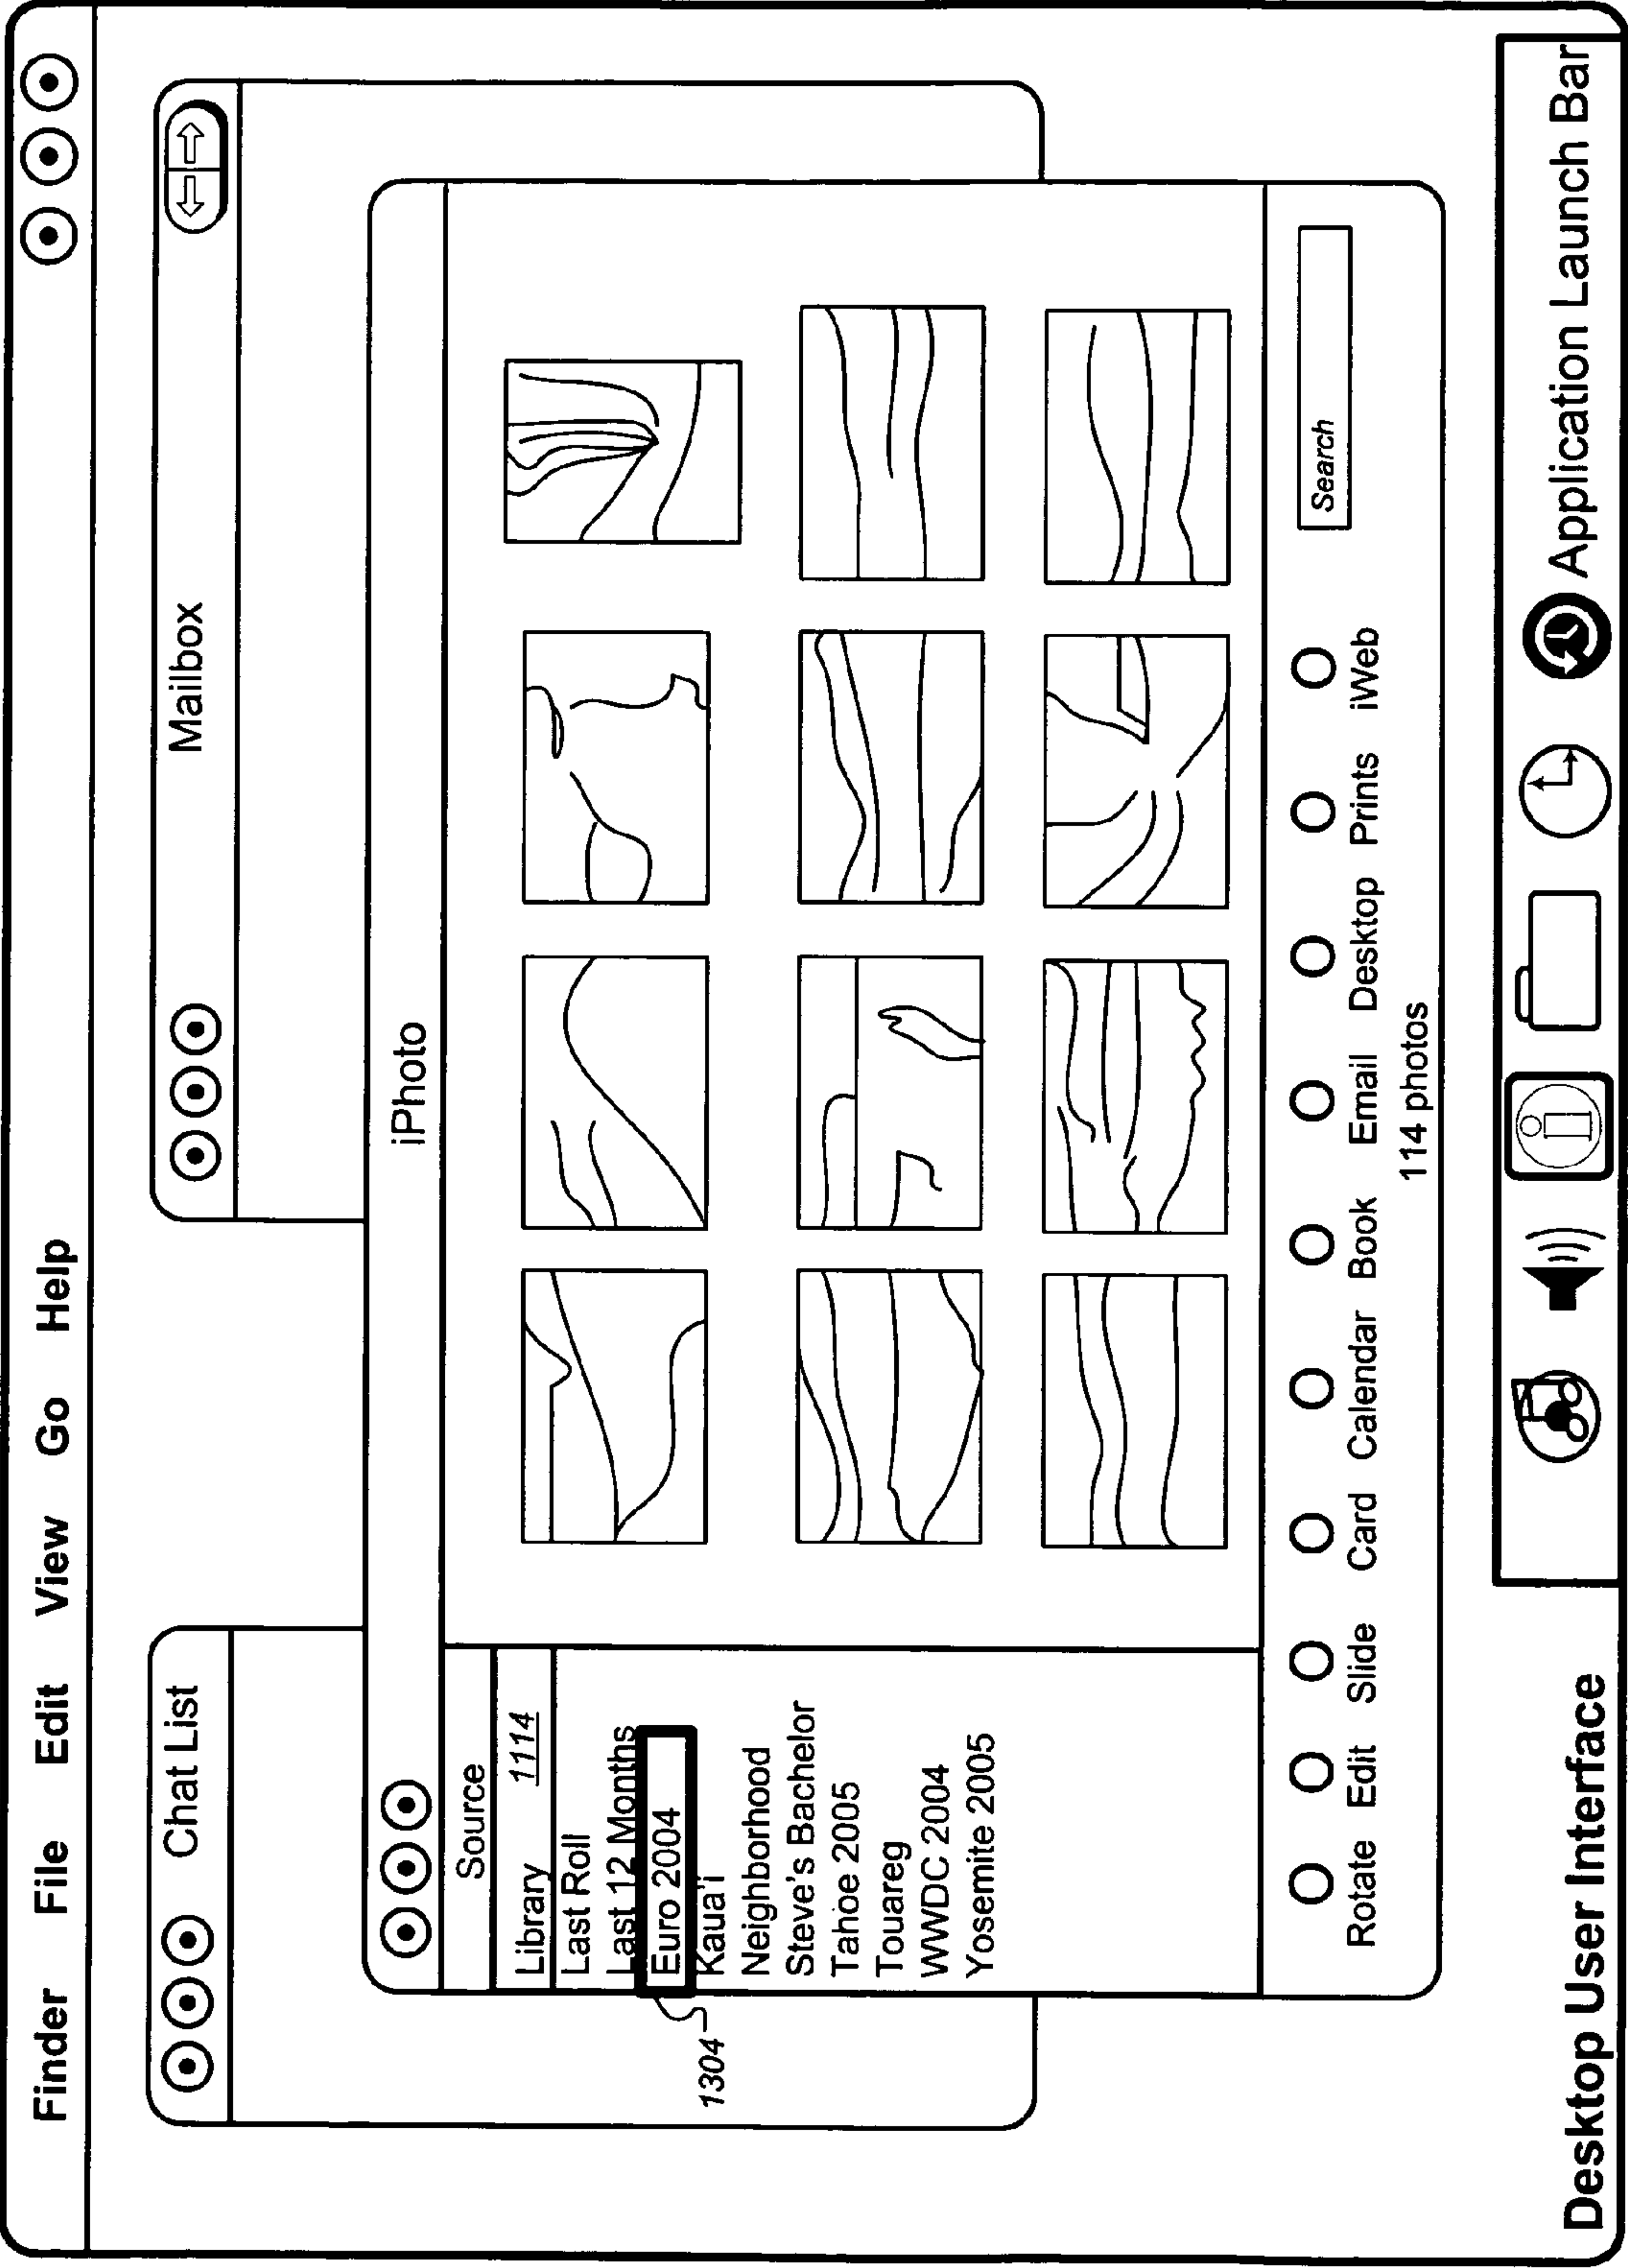 Finder File Edit View Go Help
Chat List
Mailbox
iPhoto
Source
Library 1114
Last Roll
Last 12 Months
Euro 2004
Kaua'i
Neighborhood
Steve's Bachelor
Tahoe 2005
Touareg
WWDC 2004
Yosemite 2005
1304
Search
Rotate Edit Slide Card Calendar Book Email Desktop Prints iWeb
114 photos
Desktop User Interface
Application Launch Bar